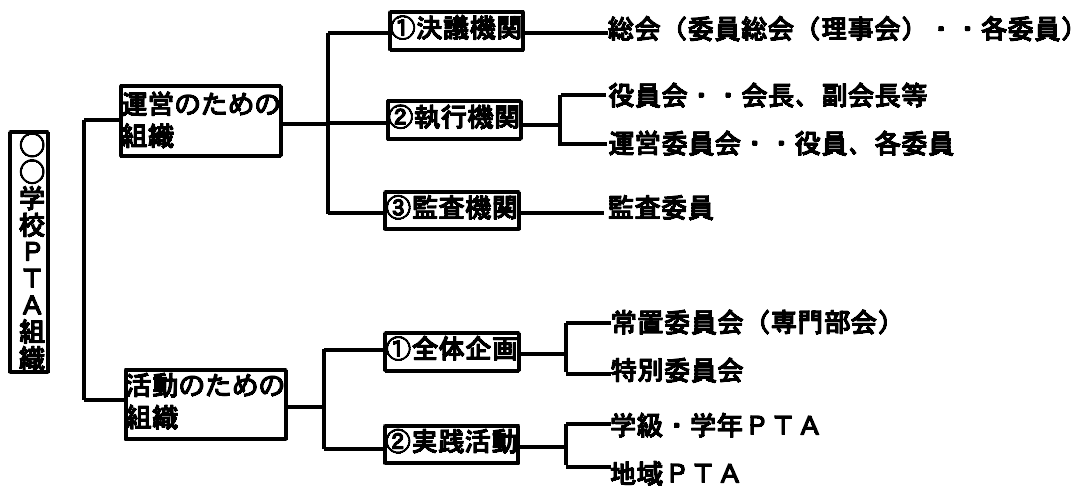 ○○学校ＰＴＡ組織
運営のための
組織
①決議機関
総会（委員総会（理事会）・・各委員）
②執行機関
役員会・・会長、副会長等
運営委員会・・役員、各委員
③監査機関
監査委員
活動のための
組織
①全体企画
常置委員会（専門部会）
特別委員会
②実践活動
学級・学年ＰＴＡ
地域ＰＴＡ